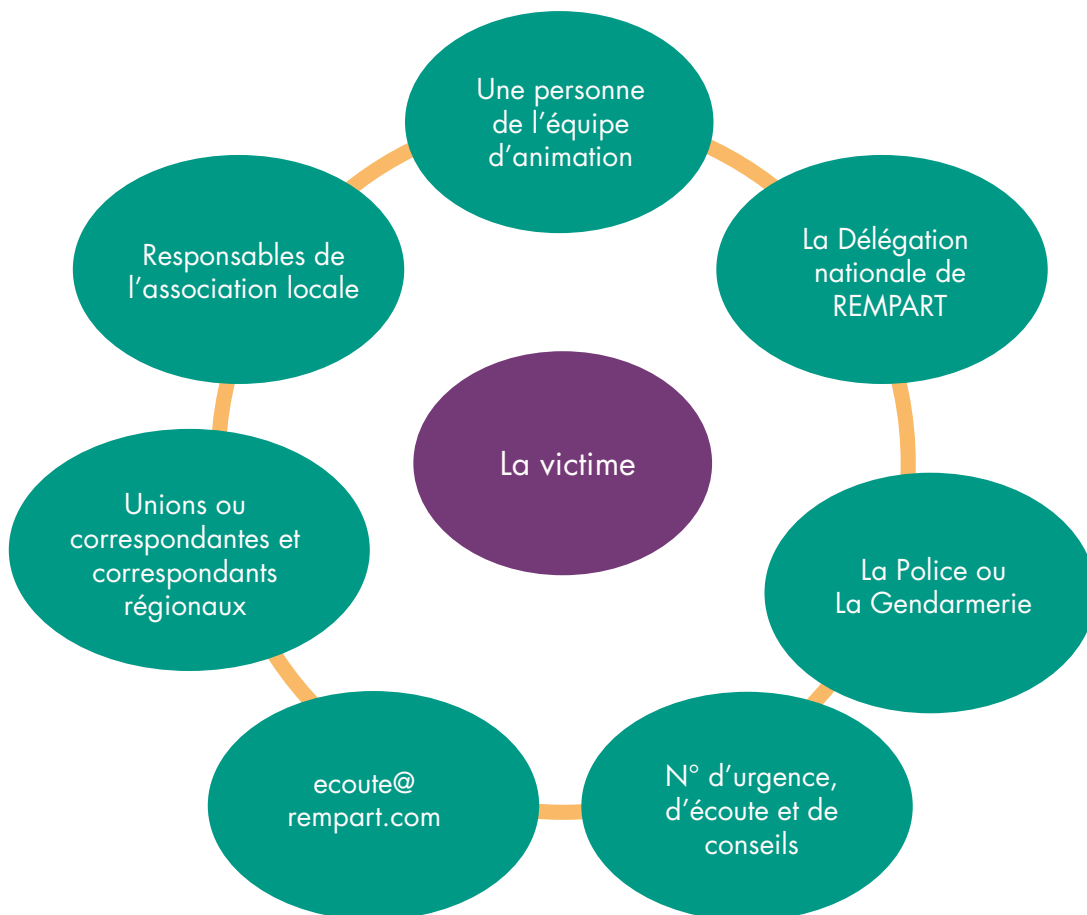 Une personne
de l'équipe
d'animation
La Délégation
nationale de
REMPART
La Police ou
La Gendarmerie
N° d'urgence,
d'écoute et de
conseils
ecoute@
rempart.com
Unions ou
correspondantes et
correspondants
régionaux
Responsables de
l'association locale
La victime